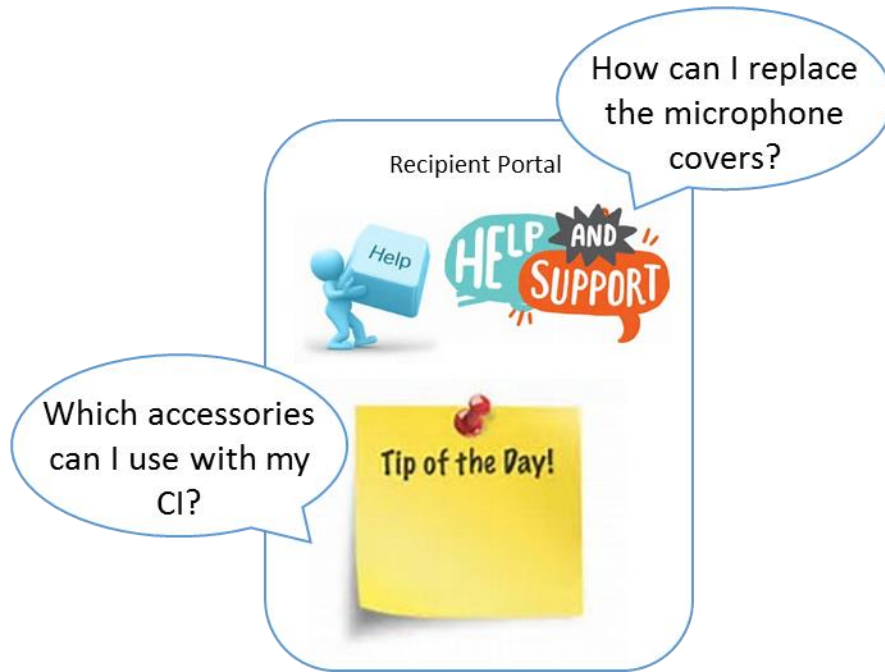 How can I replace
the microphone
covers?
Recipient Portal
Help
HELP AND
SUPPORT
Which accessories
can I use with my
CI?
Tip of the Day!